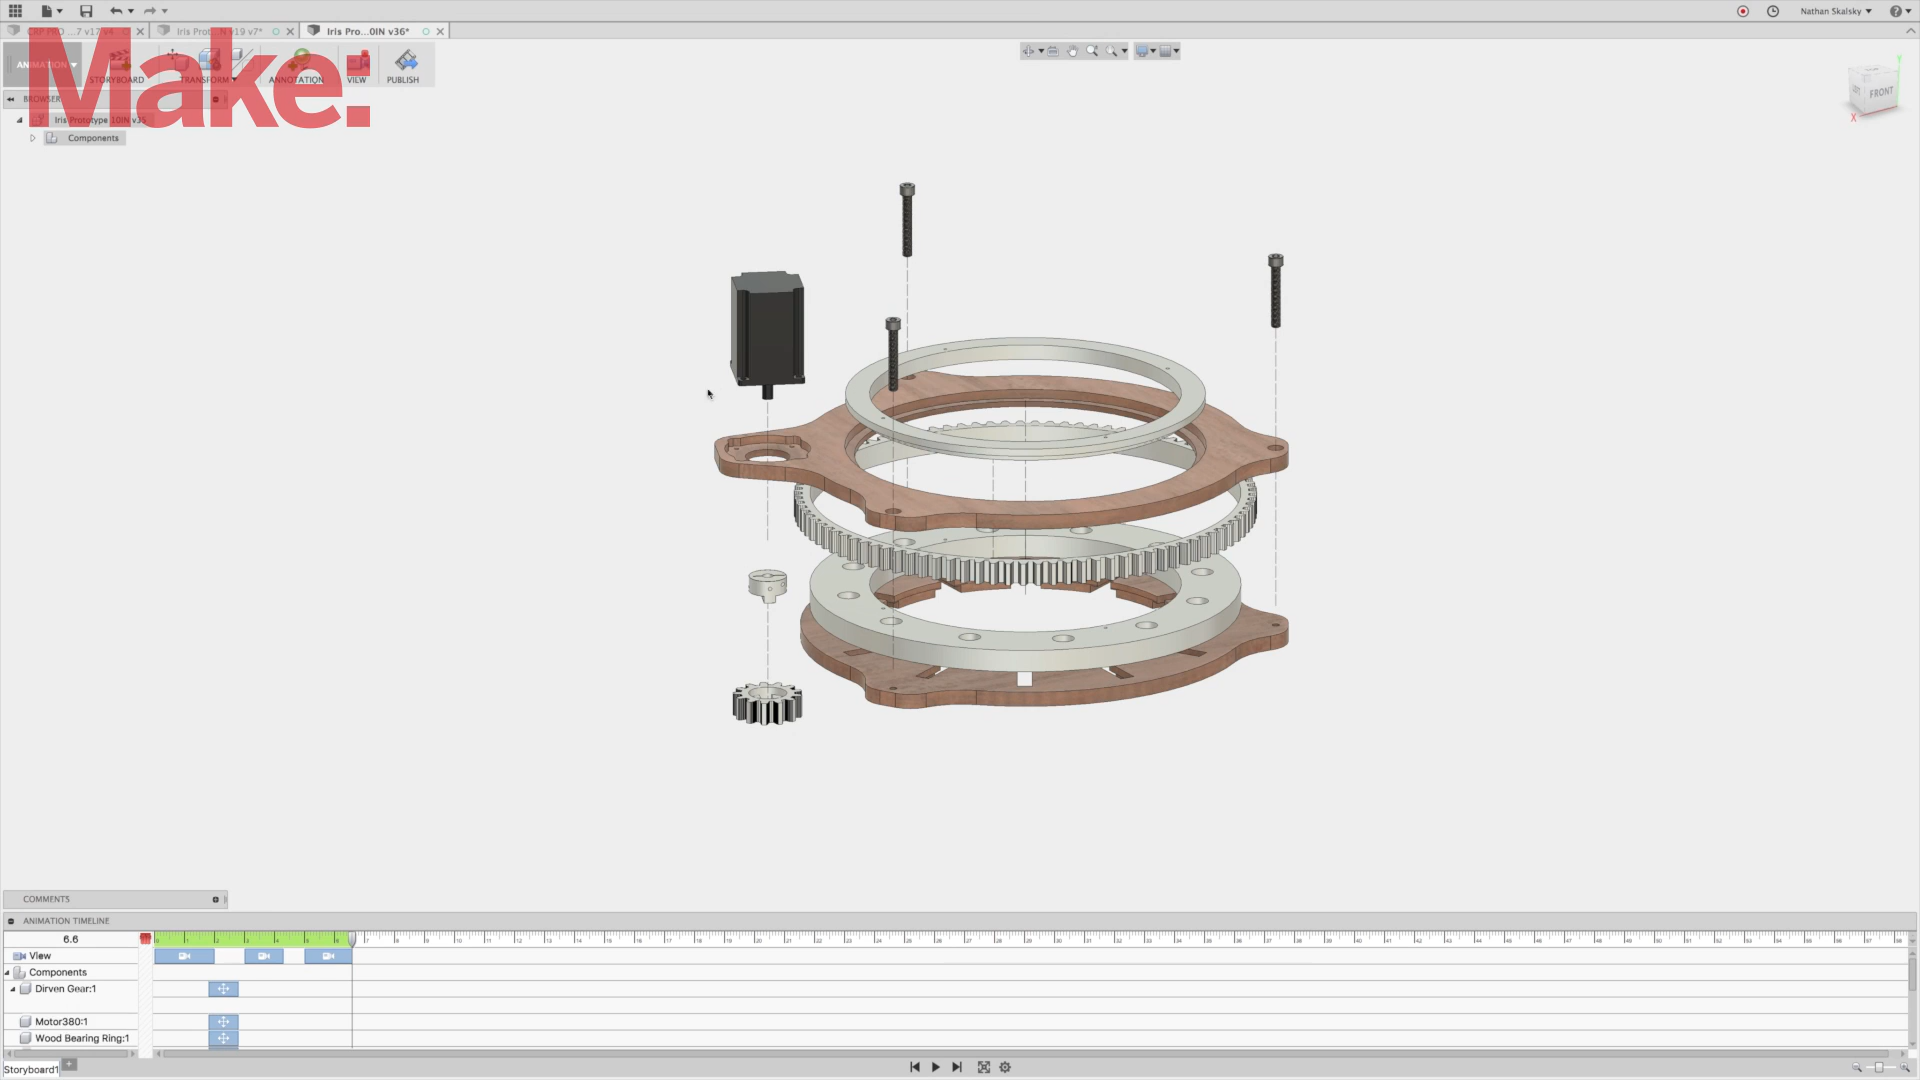 Nathan Skalsky
Iris Pro...0IN v36*
Make:
ANIMATION
STORYBOARD
TRANSFORM
ANNOTATION
VIEW
PUBLISH
BROWSER
Iris Prototype 10IN v35
Components
FRONT
X
COMMENTS
ANIMATION TIMELINE
6.6
View
Components
Dirven Gear:1
Motor380:1
Wood Bearing Ring:1
Storyboard1